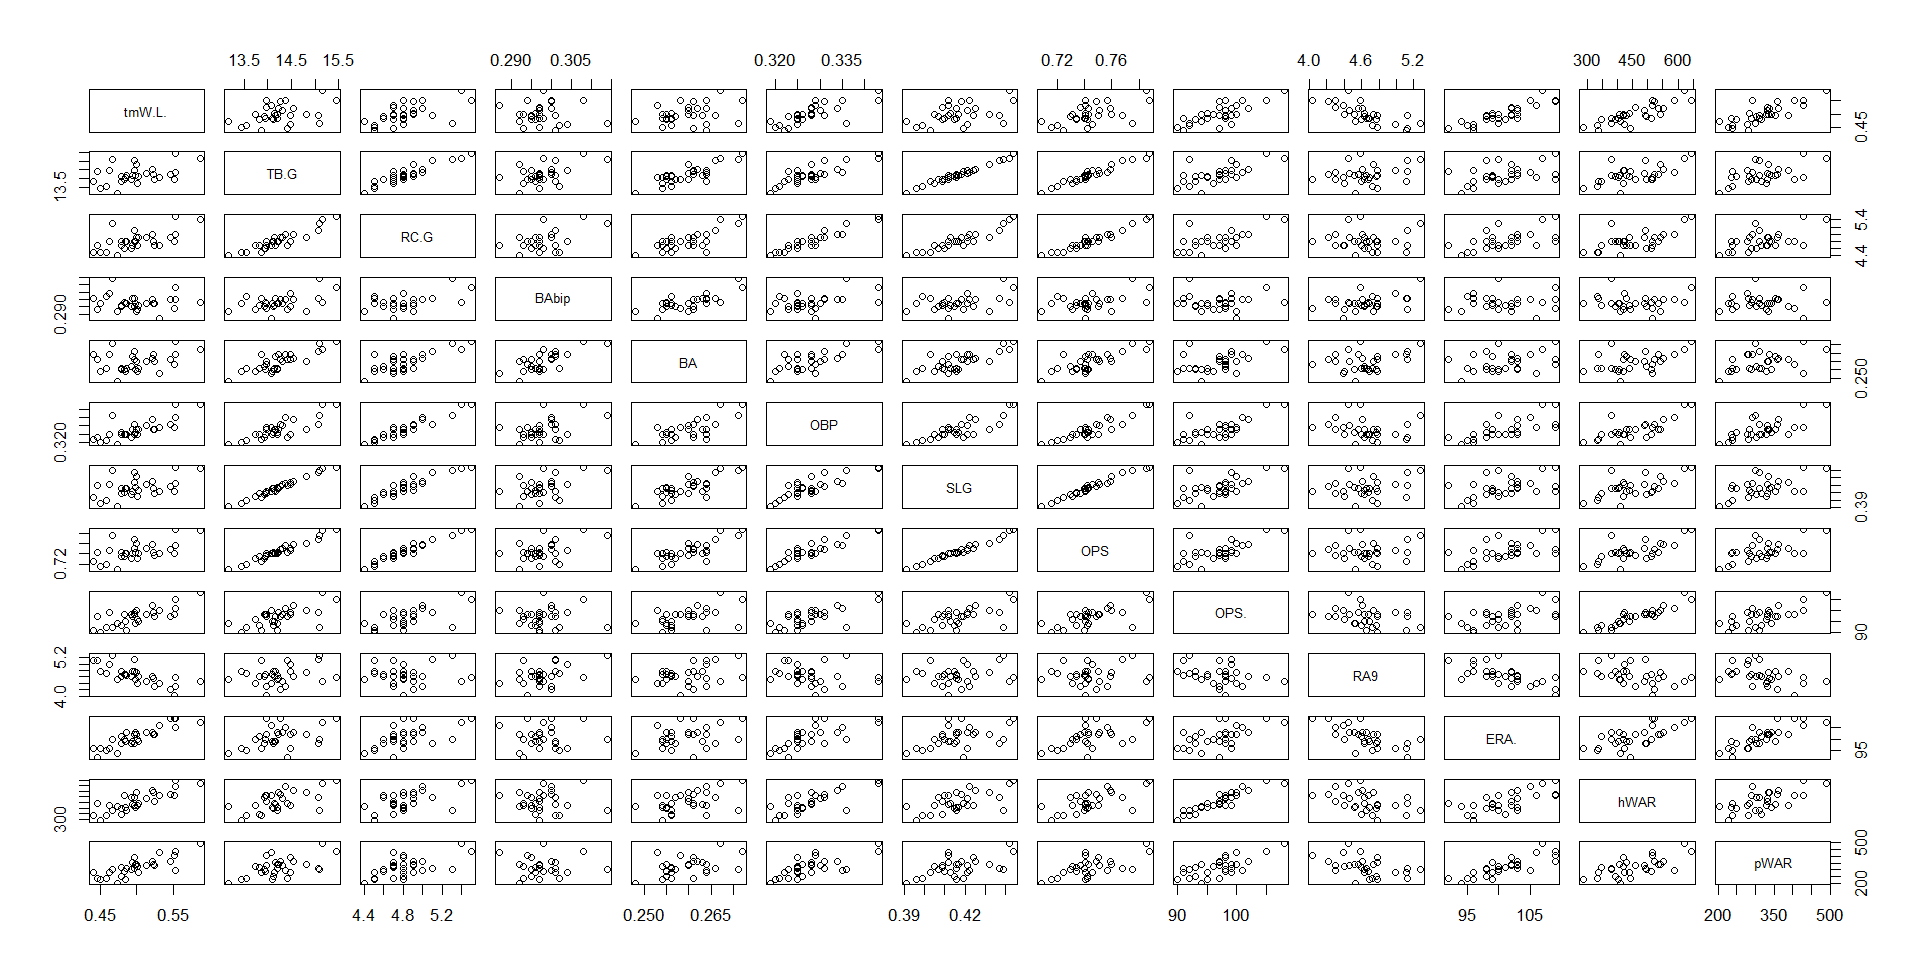 13.5 14.5 15.5 0.290 0.305 0.320 0.335 0.72 0.76 4.0 4.6 5.2 300 450 600
tmW.L. 0.45
13.5 TB.G
RC.G 4.4 5.4
0.290 BAbip
BA 0.250
0.320 OBP
SLG 0.39
0.72 OPS
OPS. 90
4.0 5.2 RA9
ERA. 95
300 hWAR
pWAR 200 500
0.45 0.55 4.4 4.8 5.2 0.250 0.265 0.39 0.42 90 100 95 105 200 350 500